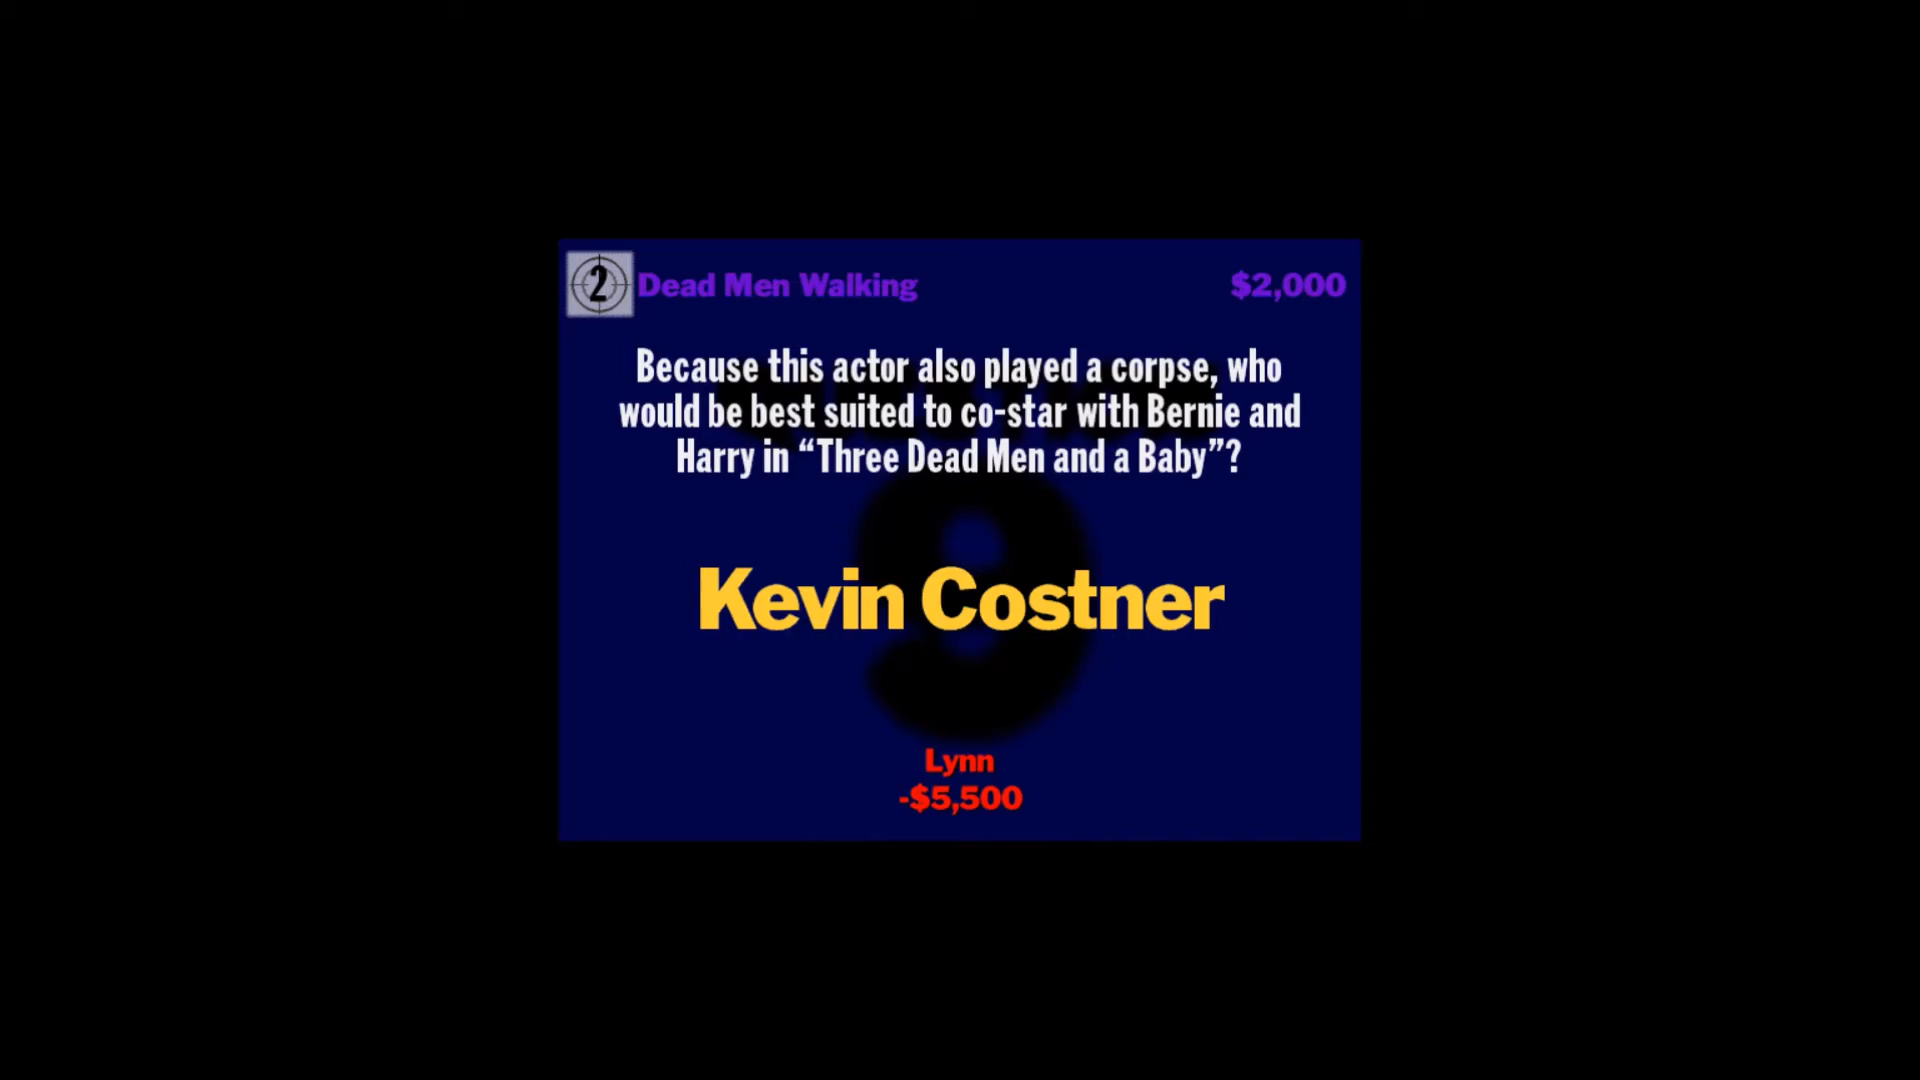 2 Dead Men Walking $2,000
Because this actor also played a corpse, who
would be best suited to co-star with Bernie and
Harry in “Three Dead Men and a Baby”?
9
Kevin Costner
Lynn
-$5,500